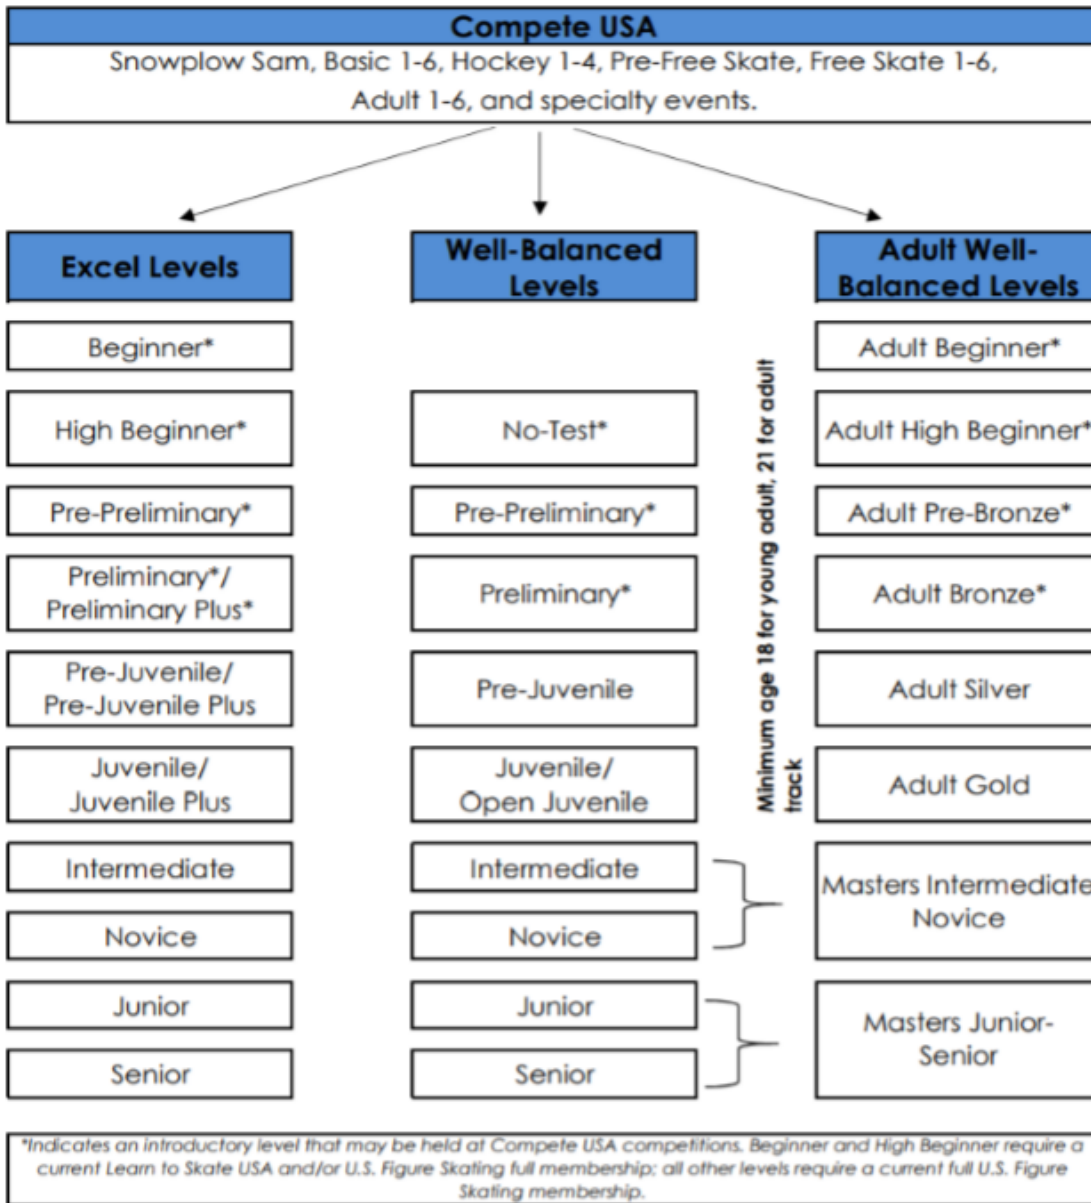 Compete USA
Snowplow Sam, Basic 1-6, Hockey 1-4, Pre-Free Skate, Free Skate 1-6,
Adult 1-6, and specialty events.
Excel Levels
Beginner*
High Beginner*
Pre-Preliminary*
Preliminary*/
Preliminary Plus*
Pre-Juvenile/
Pre-Juvenile Plus
Juvenile/
Juvenile Plus
Intermediate
Novice
Junior
Senior
Well-Balanced
Levels
No-Test*
Pre-Preliminary*
Preliminary*
Pre-Juvenile
Juvenile/
Open Juvenile
Intermediate
Novice
Junior
Senior
Minimum age 18 for young adult, 21 for adult
track
Adult Well-
Balanced Levels
Adult Beginner*
Adult High Beginner*
Adult Pre-Bronze*
Adult Bronze*
Adult Silver
Adult Gold
Masters Intermediate
Novice
Masters Junior-
Senior
*Indicates an introductory level that may be held at Compete USA competitions. Beginner and High Beginner require a
current Learn to Skate USA and/or U.S. Figure Skating full membership; all other levels require a current full U.S. Figure
Skating membership.